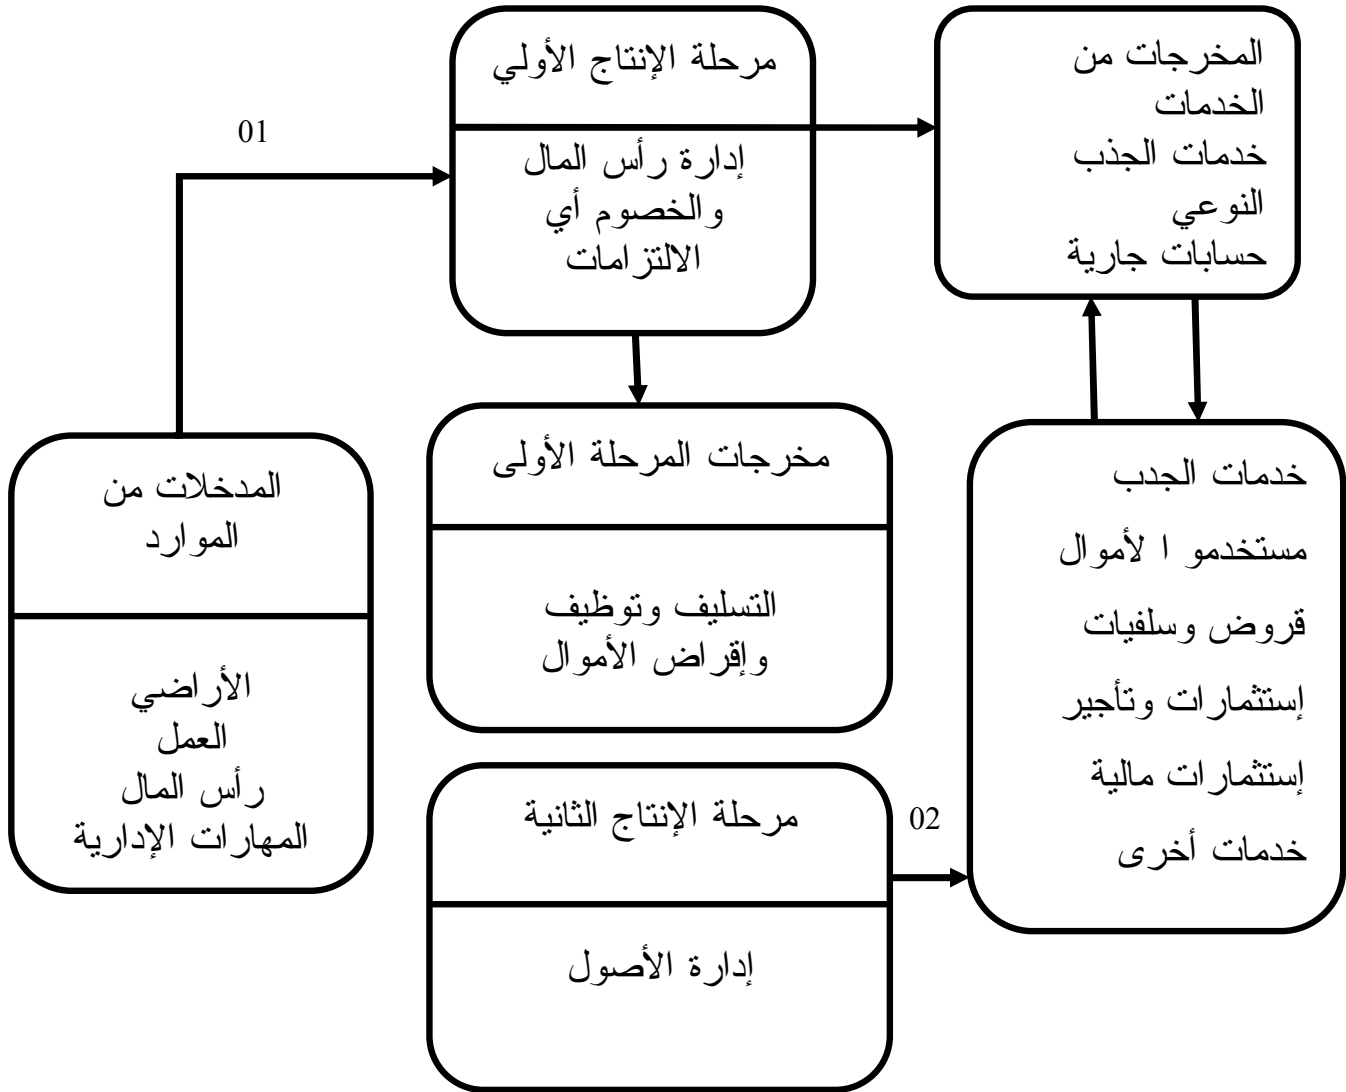 المخرجات من
الخدمات
خدمات الجذب
النوعي
حسابات جارية
مرحلة الإنتاج الأولي
إدارة رأس المال
والخصوم أي
الالتزامات
01
مخرجات المرحلة الأولى
التسليف وتوظيف
وإقراض الأموال
المدخلات من
الموارد
الأراضي
العمل
رأس المال
المهارات الإدارية
خدمات الجدب
مستخدمو ا لأموال
قروض وسلفيات
إستثمارات وتأجير
إستثمارات مالية
خدمات أخرى
02
مرحلة الإنتاج الثانية
إدارة الأصول